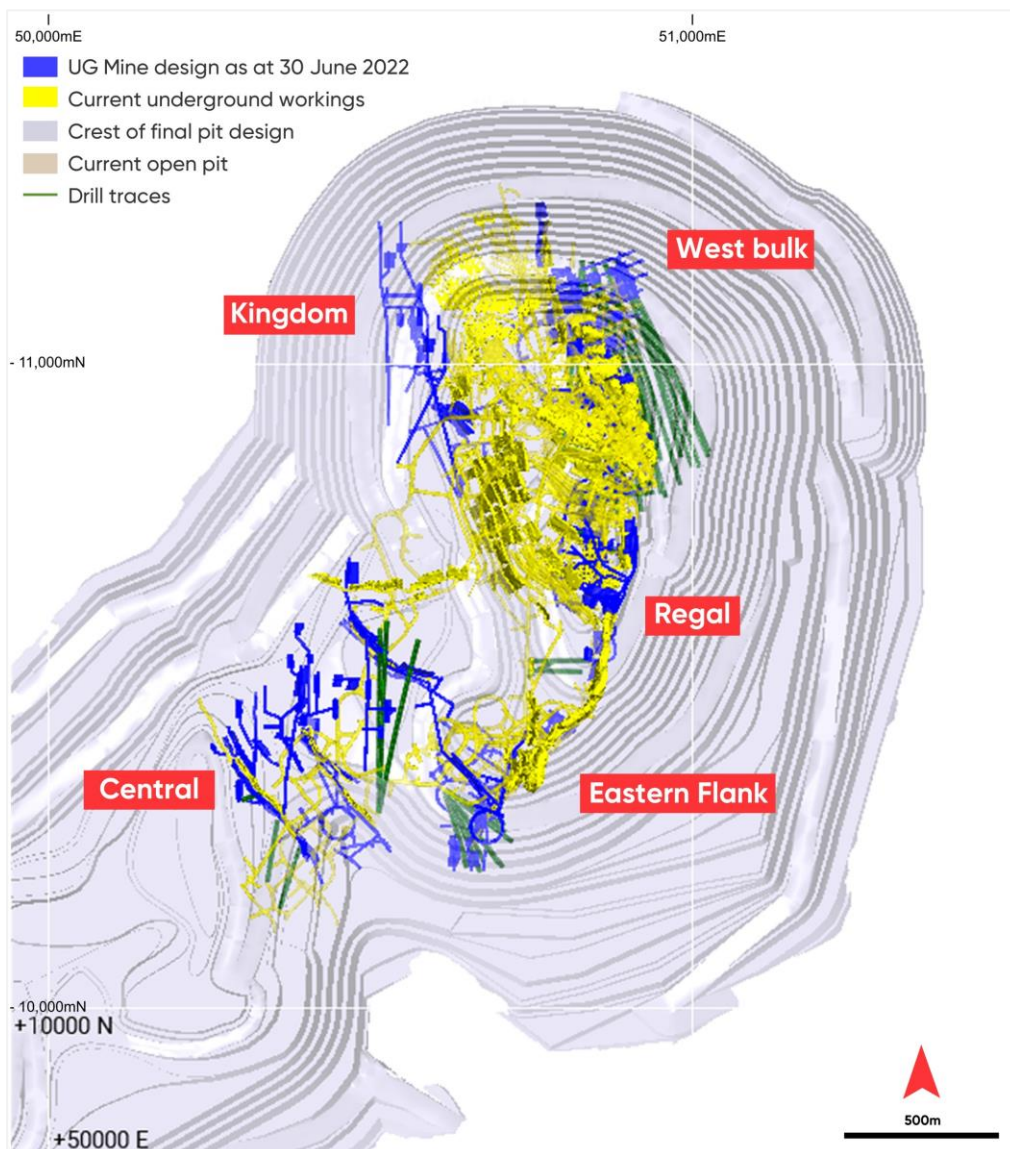 50,000mE
51,000mE
UG Mine design as at 30 June 2022
Current underground workings
Crest of final pit design
Current open pit
Drill traces
West bulk
Kingdom
- 11,000mN
Regal
Central
Eastern Flank
- 10,000mN
+10000 N
500m
+50000 E